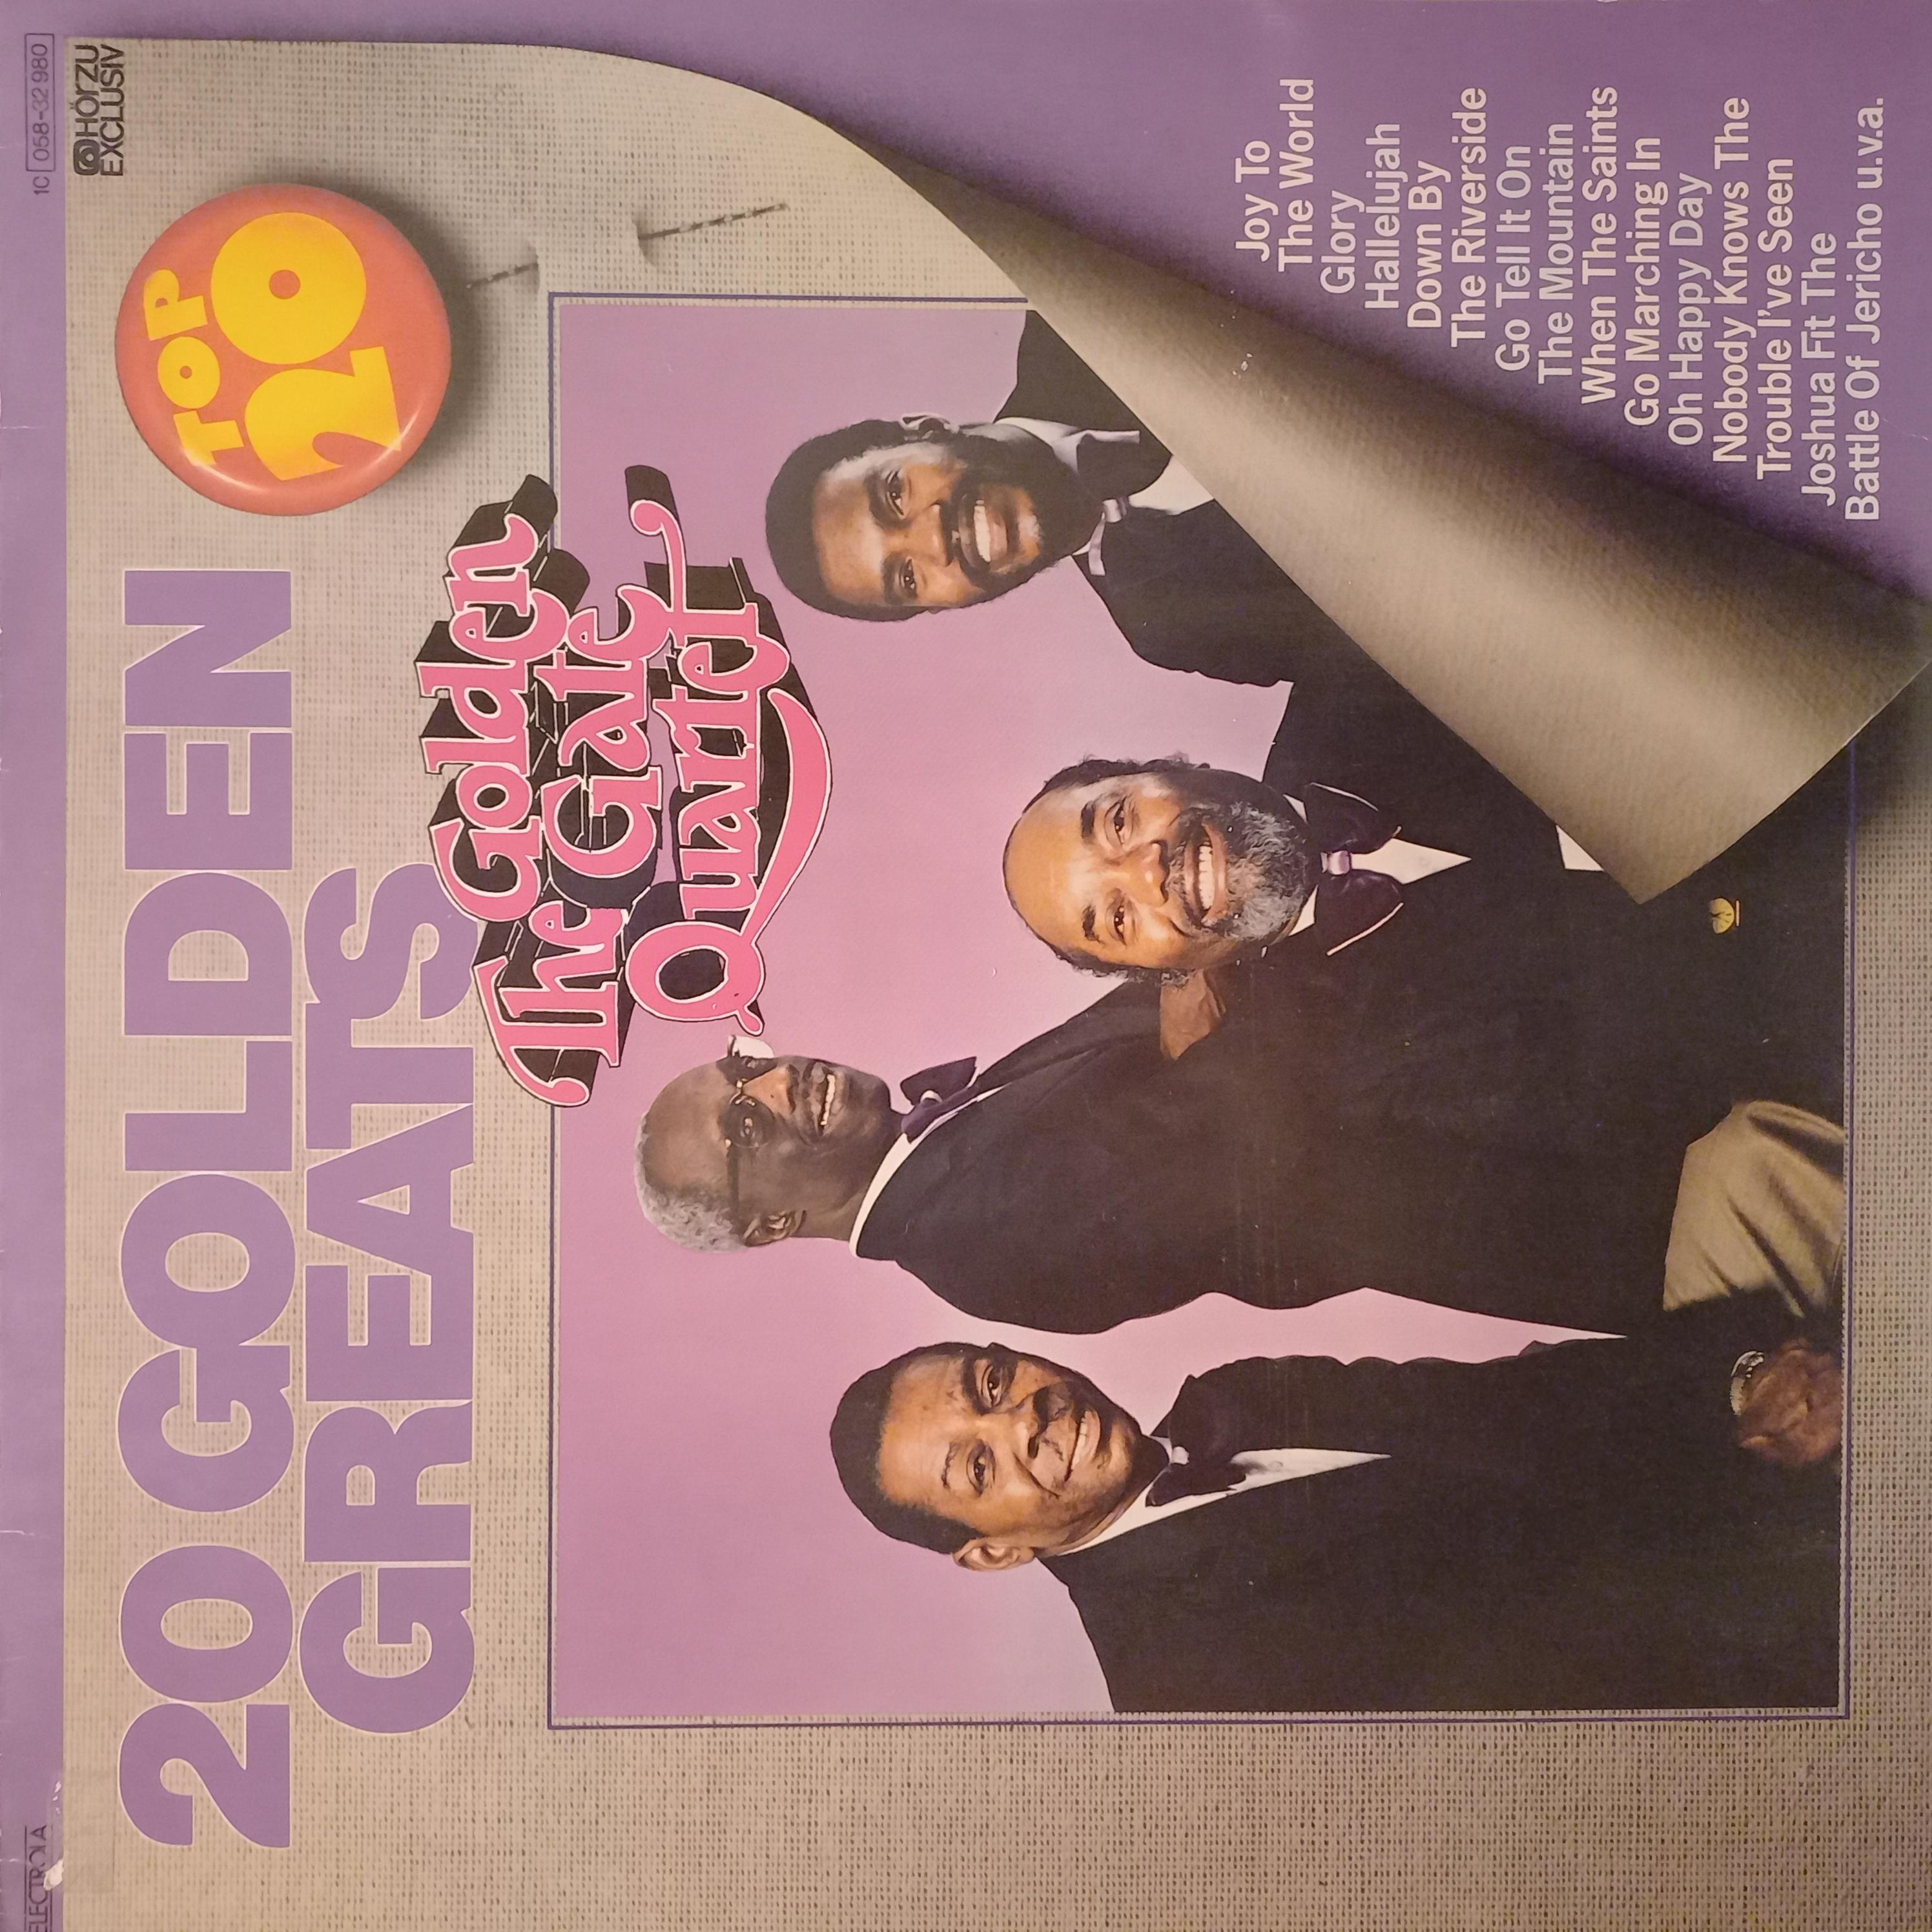 ELECTROLA
1C 058-32 980
HÖRZU
EXCLUSIV
20 GOLDEN
GREATS
TOP
20
The Golden
Gate
Quartet
Joy To
The World
Glory
Hallelujah
Down By
The Riverside
Go Tell It On
The Mountain
When The Saints
Go Marching In
Oh Happy Day
Nobody Knows The
Trouble I've Seen
Joshua Fit The
Battle Of Jericho u.v.a.